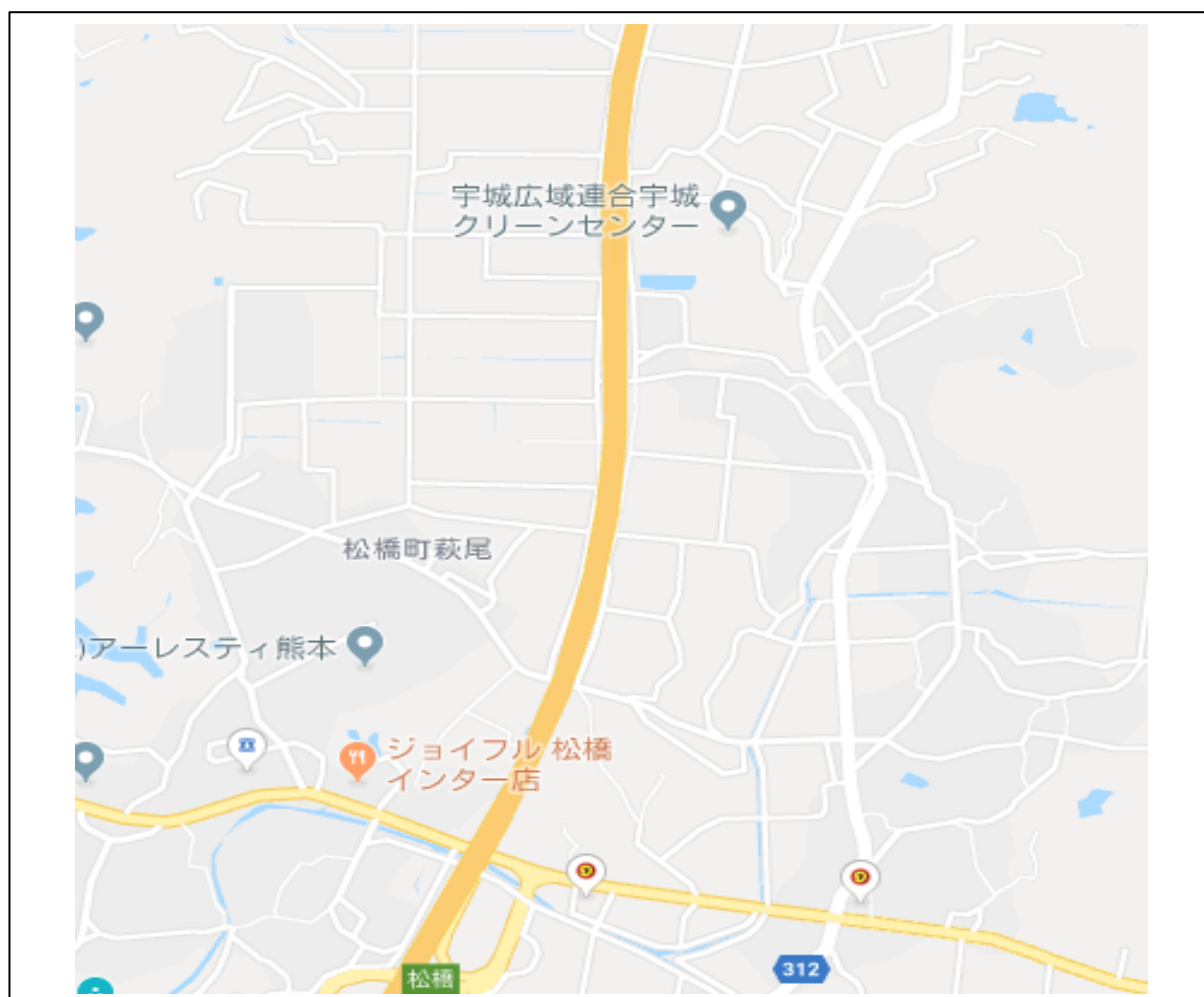 宇城広域連合宇城
クリーンセンター
松橋町萩尾
)アーレスティ熊本
ジョイフル 松橋
インター店
312
松橋